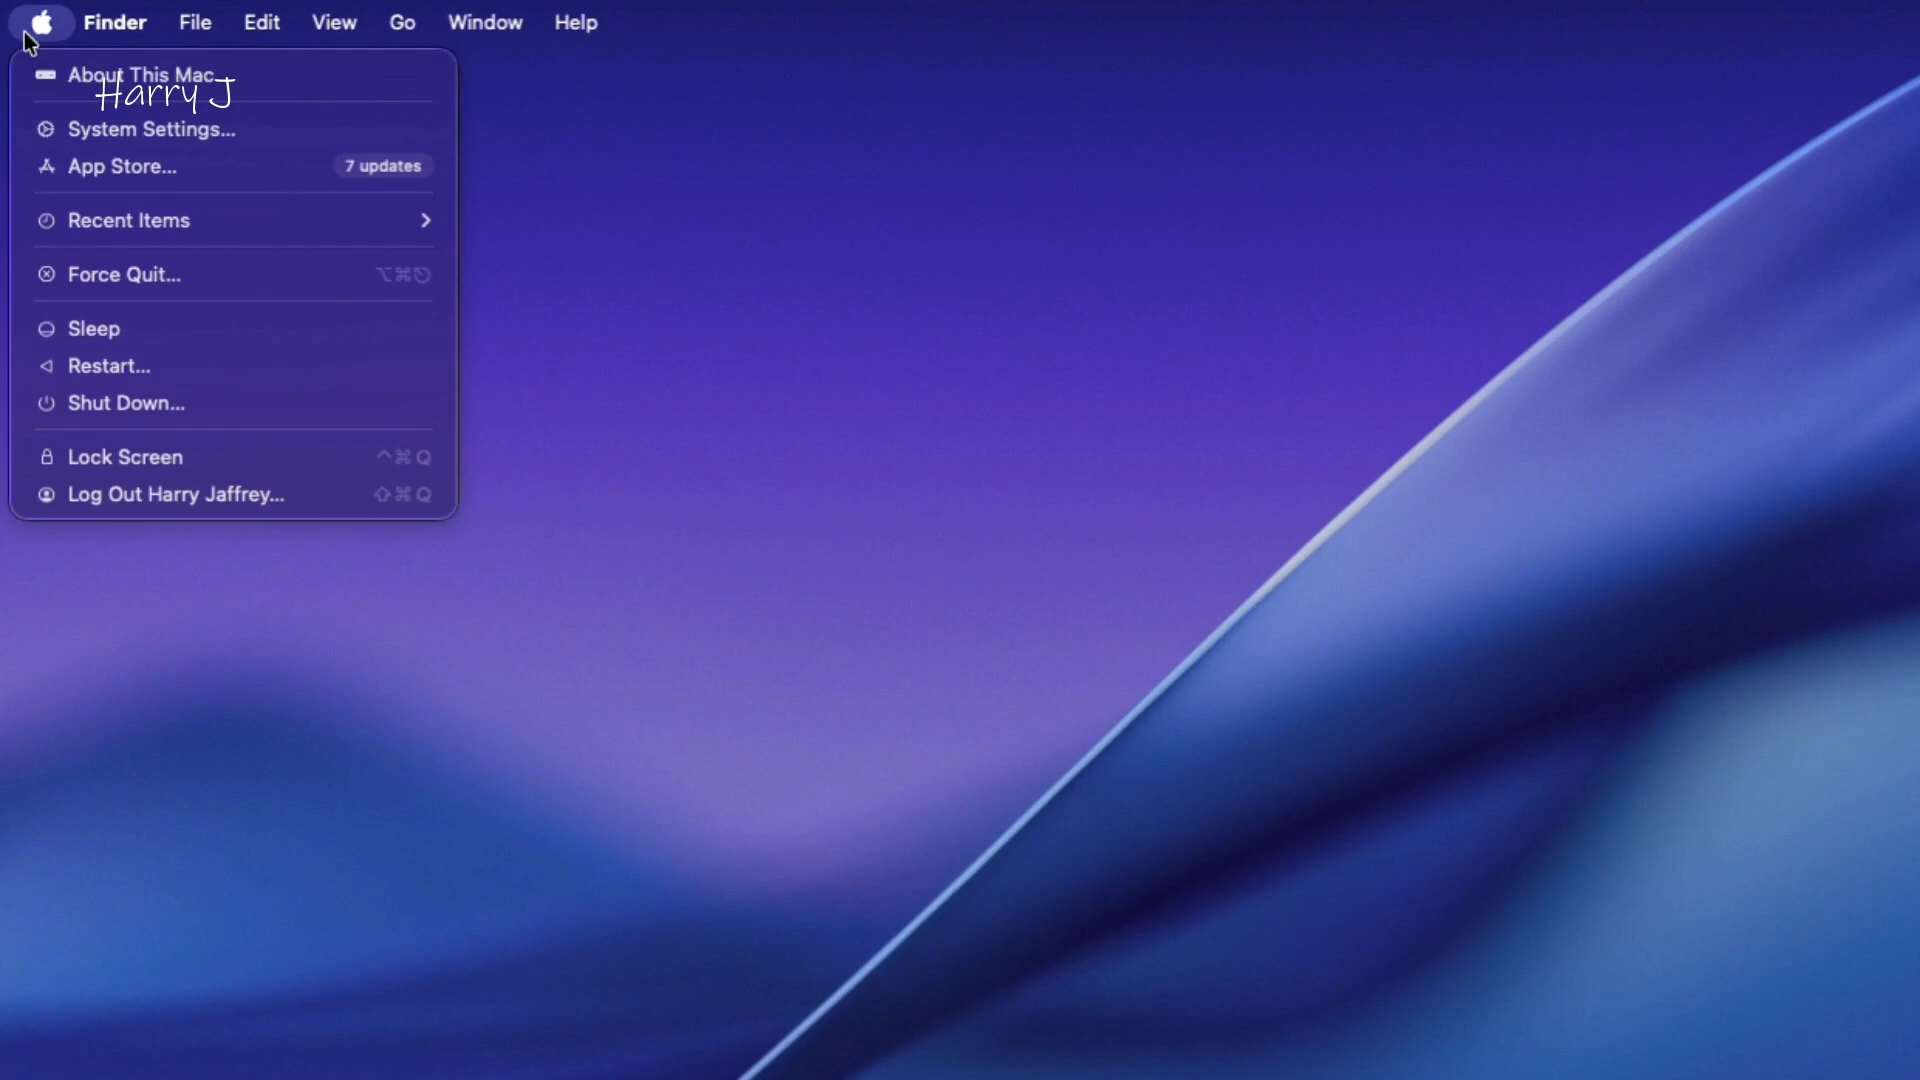 Finder File Edit View Go Window Help
About This Mac
Harry J
System Settings...
App Store... 7 updates
Recent Items
Force Quit... ⌥⌘⎋
Sleep
Restart...
Shut Down...
Lock Screen ^⌘Q
Log Out Harry Jaffrey... ⇧⌘Q